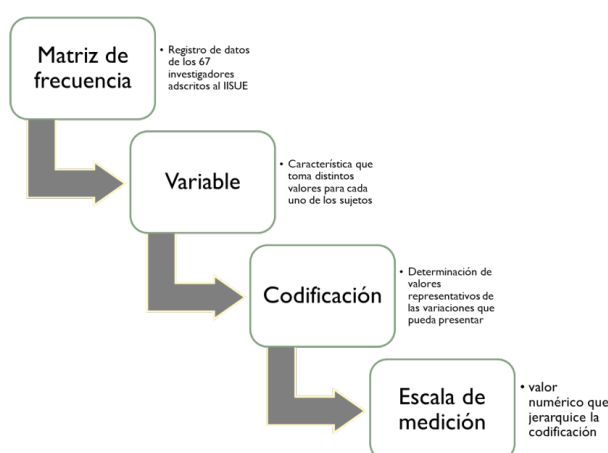 Matriz de
frecuencia
• Registro de datos
de los 67
investigadores
adscritos al IISUE
Variable
• Característica que
toma distintos
valores para cada
uno de los sujetos
Codificación
• Determinación de
valores
representativos de
las variaciones que
pueda presentar
Escala de
medición
• valor
numérico que
jerarquice la
codificación